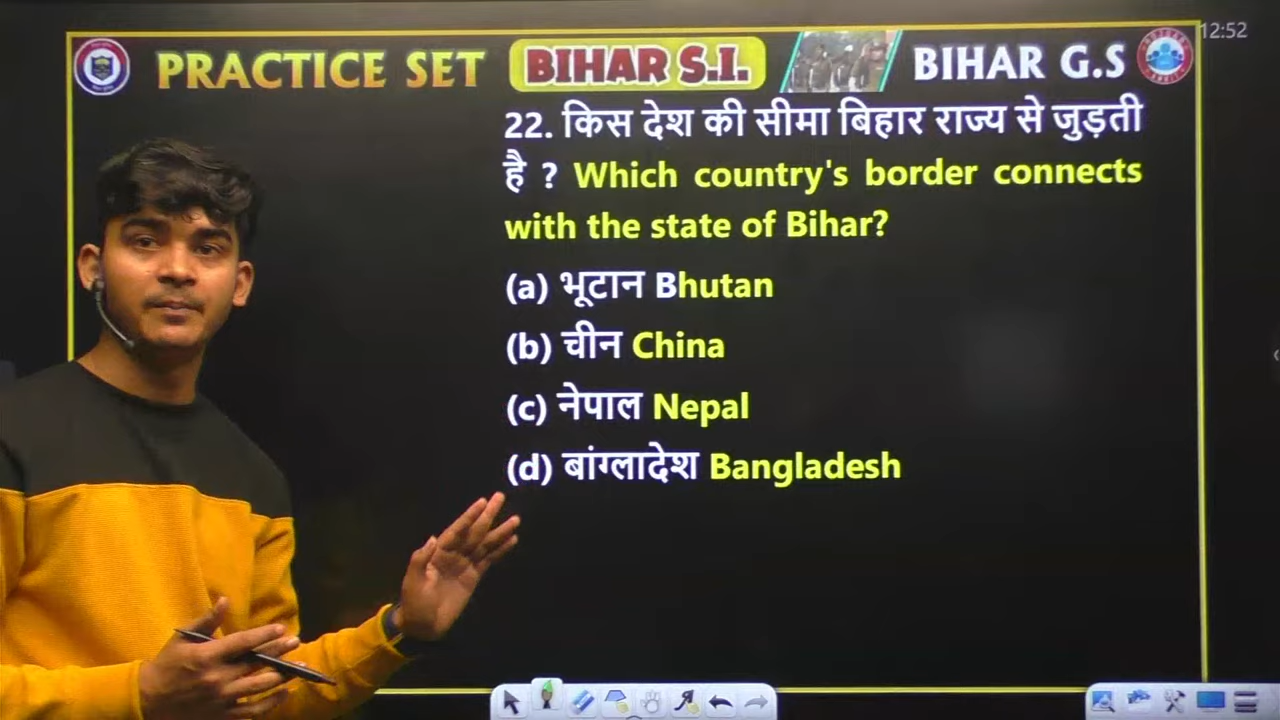 12:52
PRACTICE SET BIHAR S.I. BIHAR G.S
22. किस देश की सीमा बिहार राज्य से जुड़ती
है ? Which country's border connects
with the state of Bihar?
(a) भूटान Bhutan
(b) चीन China
(c) नेपाल Nepal
(d) बांग्लादेश Bangladesh